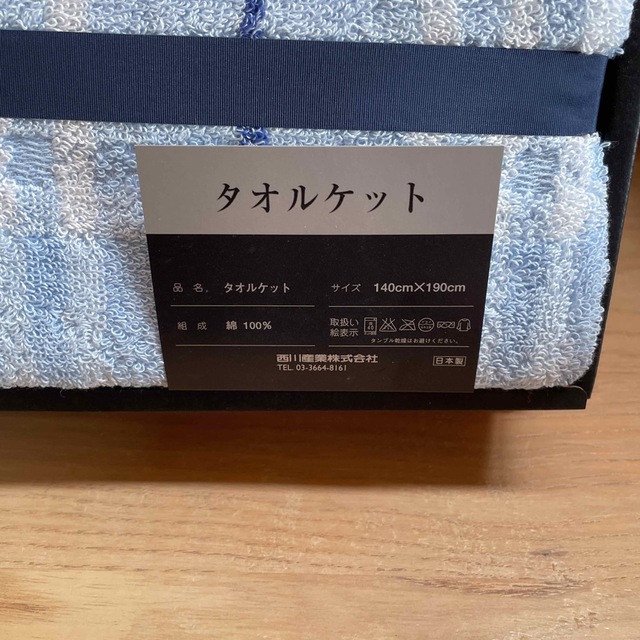 タオルケット
品 名. タオルケット
サイズ 140cm×190cm
組 成 綿 100%
取扱い
絵表示
タンブル乾燥はお避けください。
西川産業株式会社
TEL 03-3664-8161
日本製